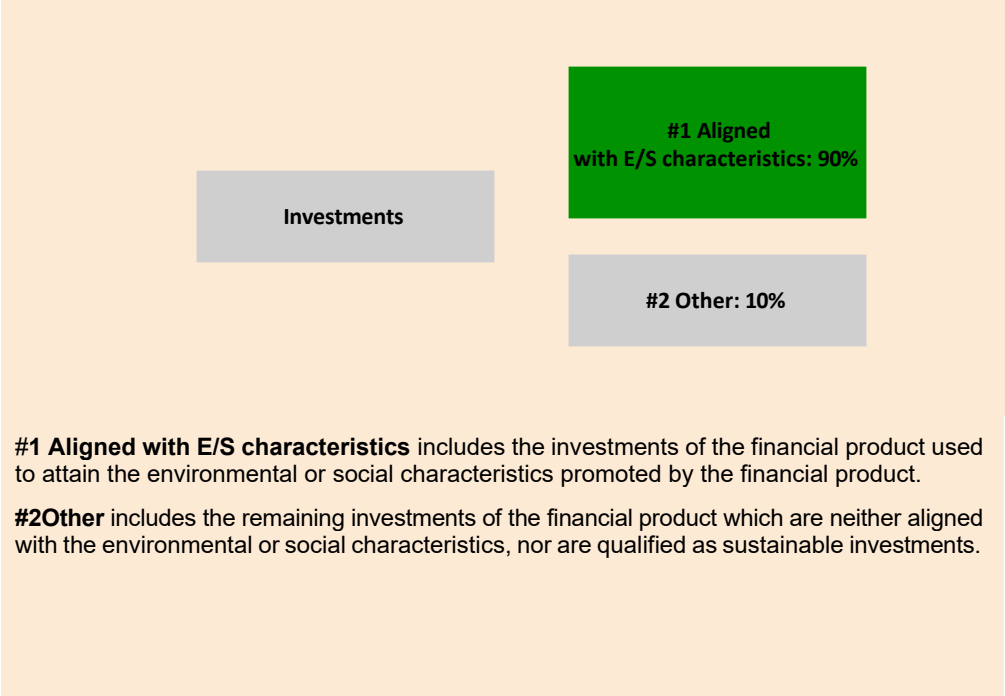 #1 Aligned
with E/S characteristics: 90%
Investments
#2 Other: 10%
#1 Aligned with E/S characteristics includes the investments of the financial product used
to attain the environmental or social characteristics promoted by the financial product.
#2Other includes the remaining investments of the financial product which are neither aligned
with the environmental or social characteristics, nor are qualified as sustainable investments.